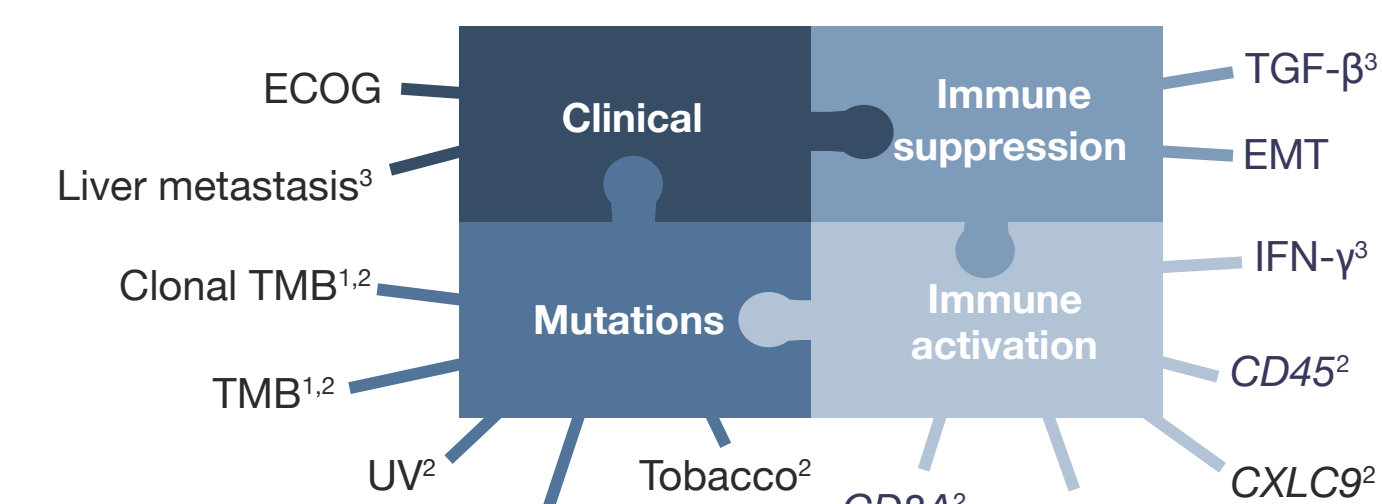 ECOG
Liver metastasis³
Clonal TMB¹,²
TMB¹,²
UV²
Tobacco²
Clinical
Immune
suppression
Mutations
Immune
activation
TGF-β³
EMT
IFN-γ³
CD45²
CXLC9²
CD8A²